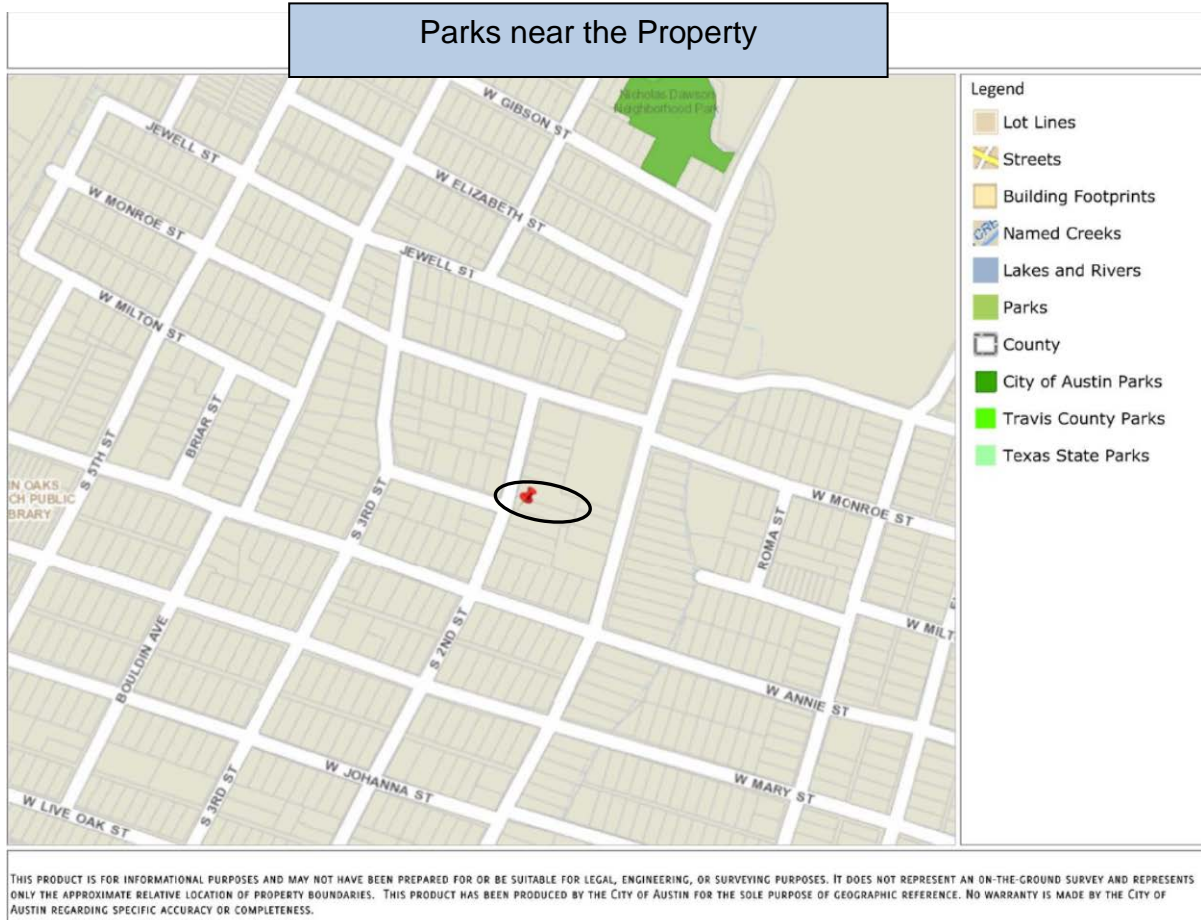 Parks near the Property
Nicholas Dawson
Neighborhood Park
W GIBSON ST
JEWELL ST
W ELIZABETH ST
W MONROE ST
JEWELL ST
W MILTON ST
BRIAR ST
S 5TH ST
IN OAKS
CH PUBLIC
BRARY
S 3RD ST
W MONROE ST
ROMA ST
W MILT
S 2ND ST
BOULDIN AVE
W ANNIE ST
W JOHANNA ST
W MARY ST
S 3RD ST
W LIVE OAK ST
Legend
Lot Lines
Streets
Building Footprints
CRE
Named Creeks
Lakes and Rivers
Parks
County
City of Austin Parks
Travis County Parks
Texas State Parks
THIS PRODUCT IS FOR INFORMATIONAL PURPOSES AND MAY NOT HAVE BEEN PREPARED FOR OR BE SUITABLE FOR LEGAL, ENGINEERING, OR SURVEYING PURPOSES. IT DOES NOT REPRESENT AN ON-THE-GROUND SURVEY AND REPRESENTS
ONLY THE APPROXIMATE RELATIVE LOCATION OF PROPERTY BOUNDARIES. THIS PRODUCT HAS BEEN PRODUCED BY THE CITY OF AUSTIN FOR THE SOLE PURPOSE OF GEOGRAPHIC REFERENCE. NO WARRANTY IS MADE BY THE CITY OF
AUSTIN REGARDING SPECIFIC ACCURACY OR COMPLETENESS.